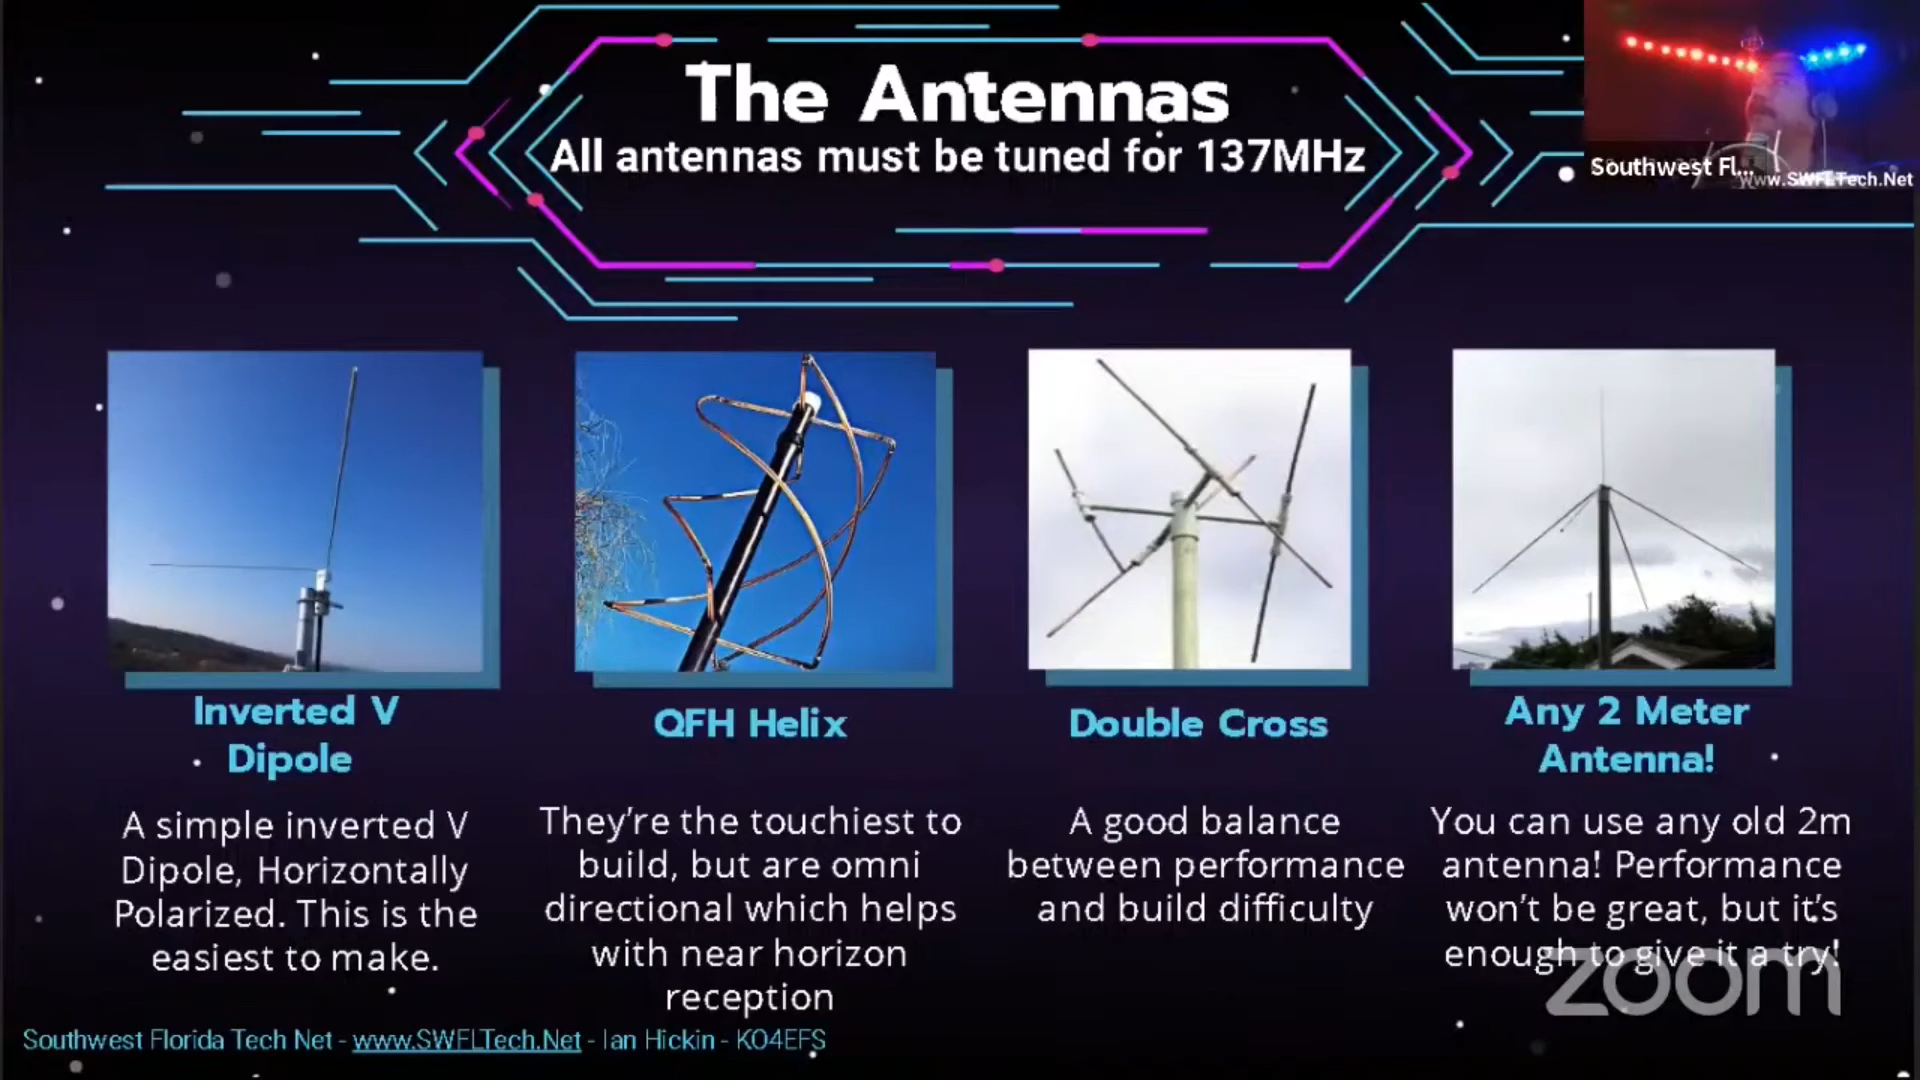 The Antennas
All antennas must be tuned for 137MHz
Southwest Fl...
www.SWFLTech.Net
Inverted V
Dipole
A simple inverted V
Dipole, Horizontally
Polarized. This is the
easiest to make.
QFH Helix
They're the touchiest to
build, but are omni
directional which helps
with near horizon
reception
Double Cross
A good balance
between performance
and build difficulty
Any 2 Meter
Antenna!
You can use any old 2m
antenna! Performance
won't be great, but it's
enough to give it a try!
zoom
Southwest Florida Tech Net - www.SWFLTech.Net - Ian Hickin - KO4EFS